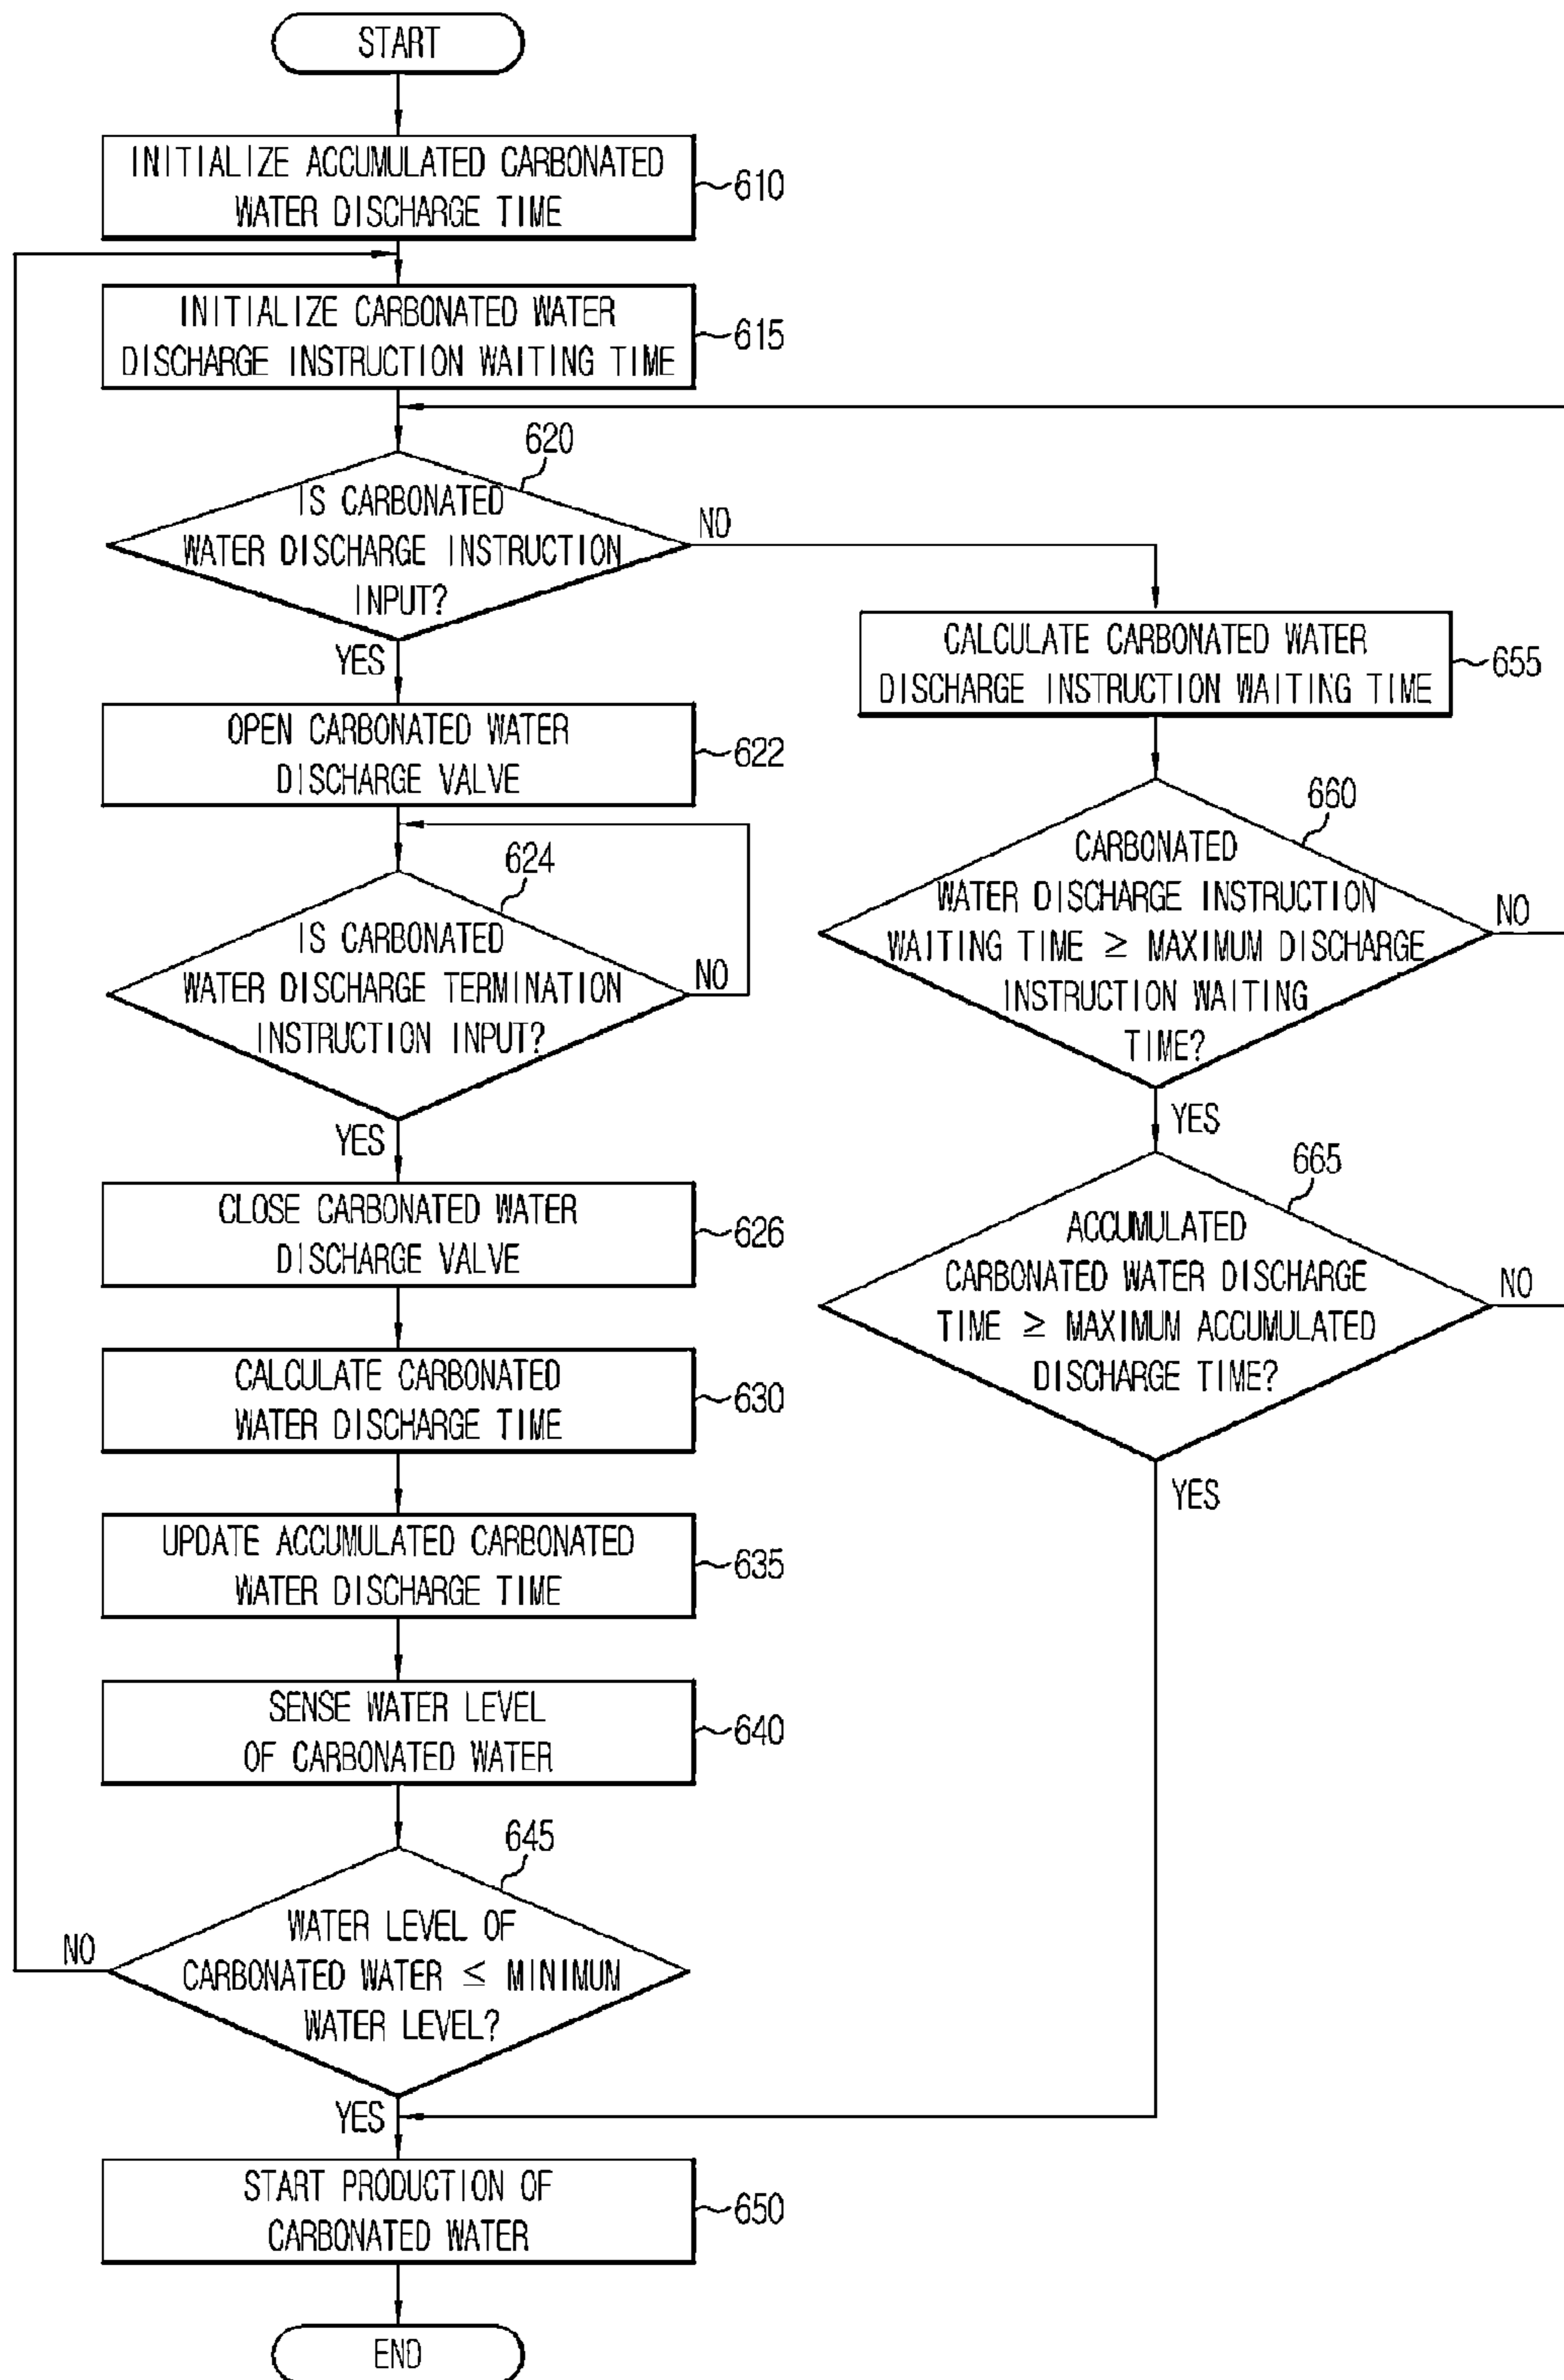 START
INITIALIZE ACCUMULATED CARBONATED
WATER DISCHARGE TIME
610
INITIALIZE CARBONATED WATER
DISCHARGE INSTRUCTION WAITING TIME
615
620
IS CARBONATED
WATER DISCHARGE INSTRUCTION
INPUT?
NO
YES
OPEN CARBONATED WATER
DISCHARGE VALVE
622
624
IS CARBONATED
WATER DISCHARGE TERMINATION
INSTRUCTION INPUT?
NO
YES
CLOSE CARBONATED WATER
DISCHARGE VALVE
626
CALCULATE CARBONATED
WATER DISCHARGE TIME
630
UPDATE ACCUMULATED CARBONATED
WATER DISCHARGE TIME
635
SENSE WATER LEVEL
OF CARBONATED WATER
640
645
WATER LEVEL OF
CARBONATED WATER ≤ MINIMUM
WATER LEVEL?
NO
YES
START PRODUCTION OF
CARBONATED WATER
650
END
CALCULATE CARBONATED WATER
DISCHARGE INSTRUCTION WAITING TIME
655
660
CARBONATED
WATER DISCHARGE INSTRUCTION
WAITING TIME ≥ MAXIMUM DISCHARGE
INSTRUCTION WAITING
TIME?
NO
YES
665
ACCUMULATED
CARBONATED WATER DISCHARGE
TIME ≥ MAXIMUM ACCUMULATED
DISCHARGE TIME?
NO
YES